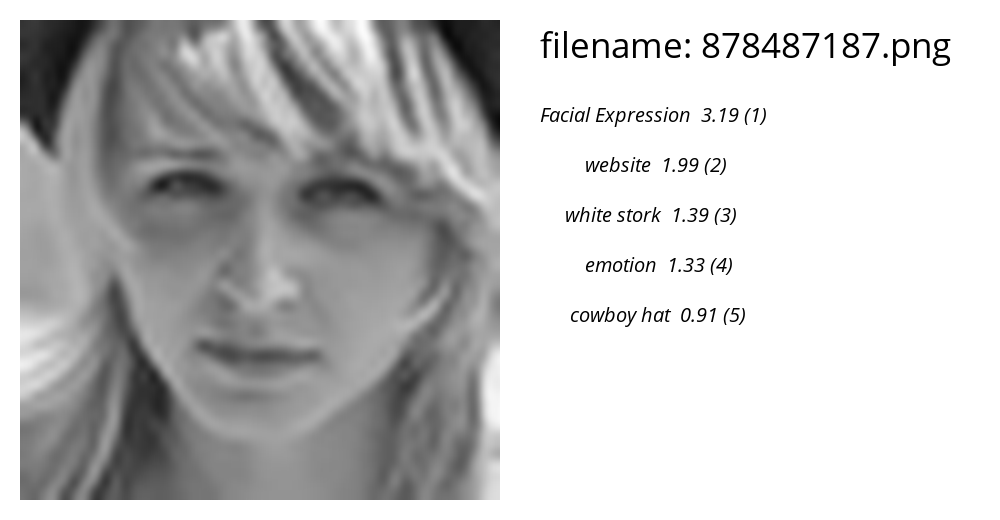 filename: 878487187.png
Facial Expression 3.19 (1)
website 1.99 (2)
white stork 1.39 (3)
emotion 1.33 (4)
cowboy hat 0.91 (5)